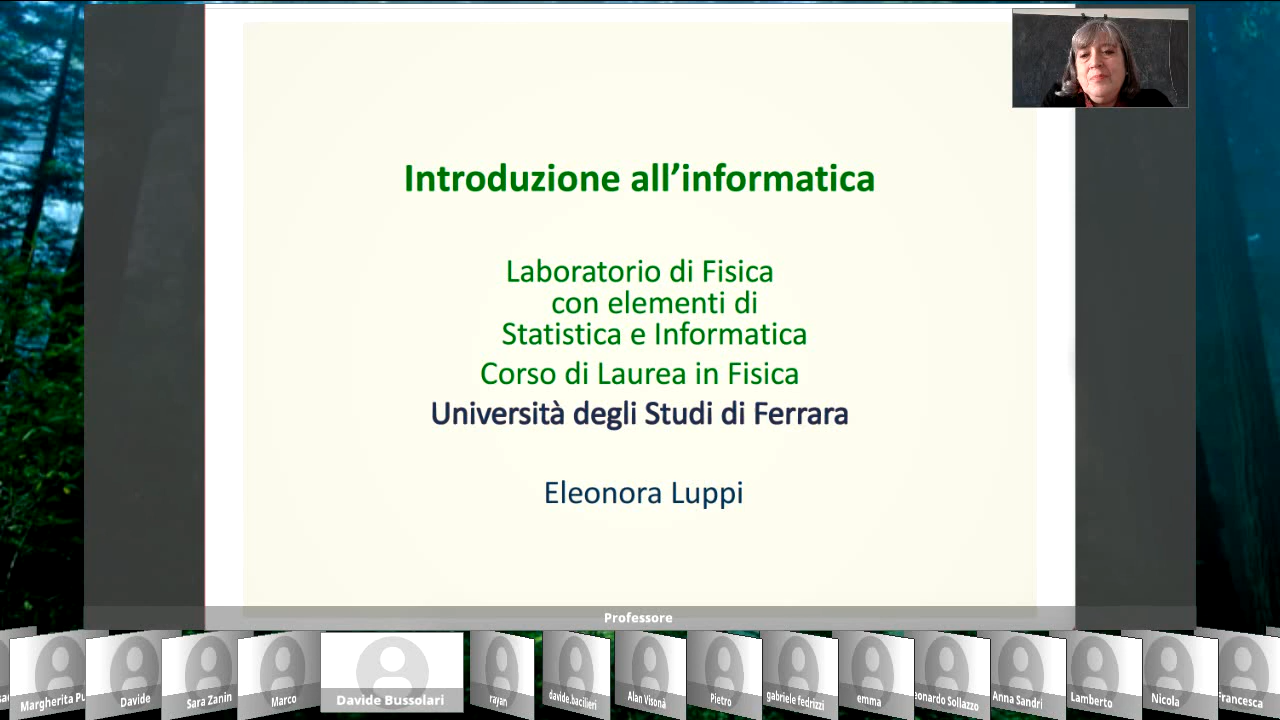 Introduzione all’informatica
Laboratorio di Fisica
con elementi di
Statistica e Informatica
Corso di Laurea in Fisica
Università degli Studi di Ferrara
Eleonora Luppi
Professore
Margherita
Davide
Sara Zanin
Marco
Davide Bussolari
rayan
davide.bacilieri
Alan Visonà
Pietro
gabriele fedrizzi
emma
eonardo Sollazzo
Anna Sandri
Lamberto
Nicola
Francesca